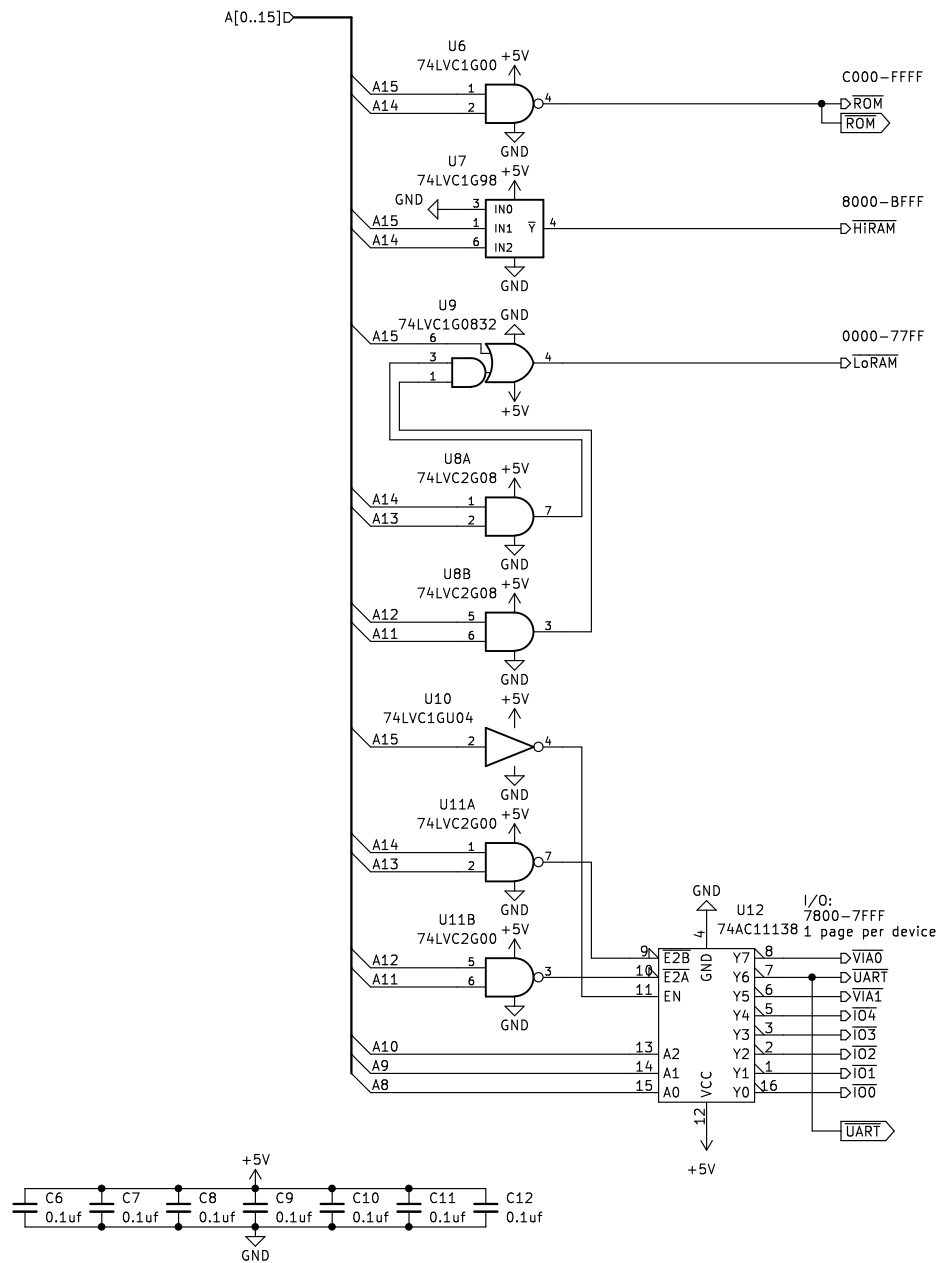 A[0..15]
U6
74LVC1G00
+5V
C000-FFFF
A15
1
4
ROM
A14
2
ROM
GND
U7
74LVC1G98
+5V
8000-BFFF
GND
3
IN0
A15
1
IN1
Y
4
HiRAM
A14
6
IN2
GND
U9
GND
74LVC1G0832
0000-77FF
A15
6
3
4
LoRAM
1
+5V
U8A
74LVC2G08
+5V
A14
1
7
A13
2
GND
U8B
74LVC2G08
+5V
A12
5
3
A11
6
GND
U10
+5V
74LVC1GU04
A15
2
4
GND
U11A
74LVC2G00
+5V
A14
1
7
A13
2
GND
U11B
74LVC2G00
+5V
A12
5
3
A11
6
GND
GND
U12
74AC11138
I/O:
7800-7FFF
1 page per device
4
GND
9
E2B
Y7
8
VIA0
10
E2A
Y6
7
UART
11
EN
Y5
6
VIA1
Y4
5
IO4
Y3
3
IO3
A10
13
A2
Y2
2
IO2
A9
14
A1
Y1
1
IO1
A8
15
A0
Y0
16
IO0
VCC
12
UART
+5V
+5V
C6
C7
C8
C9
C10
C11
C12
0.1uf
0.1uf
0.1uf
0.1uf
0.1uf
0.1uf
0.1uf
GND